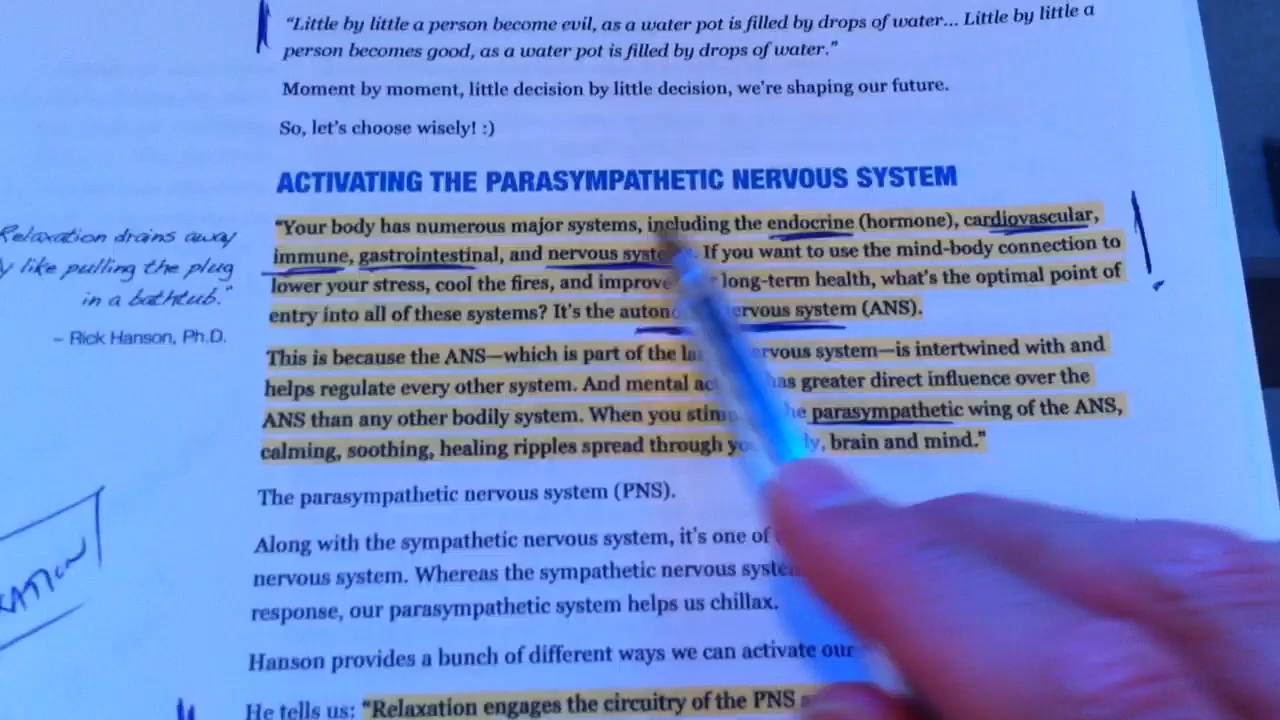 “Little by little a person become evil, as a water pot is filled by drops of water... Little by little a
person becomes good, as a water pot is filled by drops of water.”
Moment by moment, little decision by little decision, we’re shaping our future.
So, let’s choose wisely! :)
ACTIVATING THE PARASYMPATHETIC NERVOUS SYSTEM
“Your body has numerous major systems, including the endocrine (hormone), cardiovascular,
immune, gastrointestinal, and nervous If you want to use the mind-body connection to
lower your stress, cool the fires, and improve long-term health, what’s the optimal point of
entry into all of these systems? It’s the (ANS).
This is because the ANS—which is part of the system—is intertwined with and
helps regulate every other system. And mental has greater direct influence over the
ANS than any other bodily system. When you parasympathetic wing of the ANS,
calming, soothing, healing ripples spread through brain and mind.”
The parasympathetic nervous system (PNS).
Along with the sympathetic nervous system, it’s one of
nervous system. Whereas the sympathetic nervous
response, our parasympathetic system helps us chillax.
Hanson provides a bunch of different ways we can activate our
He tells us: “Relaxation engages the circuitry of the PNS
Relaxation drains away
like pulling the plug
in a bathtub.”
~ Rick Hanson, Ph.D.